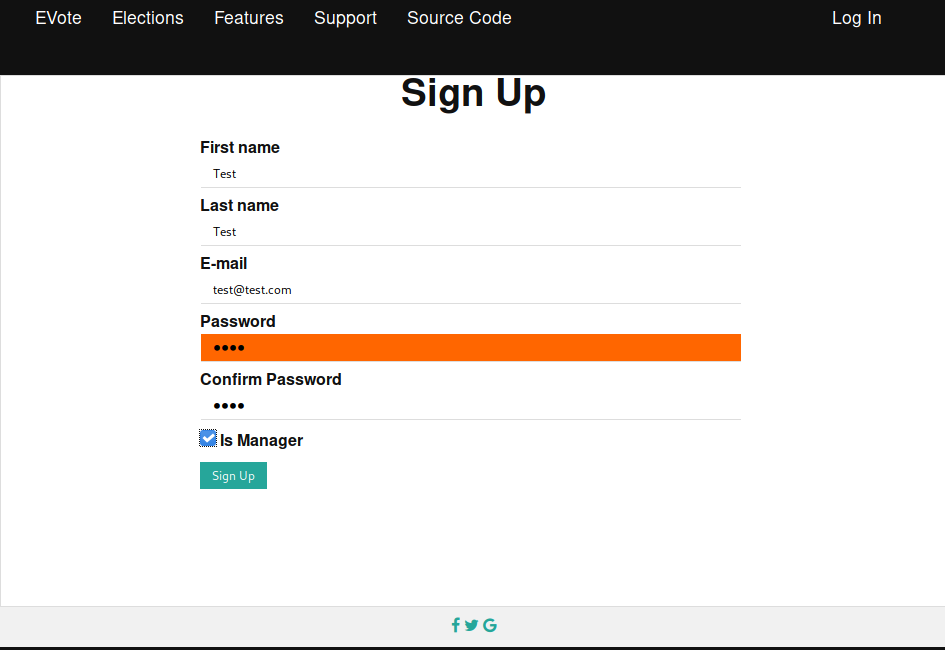 EVote Elections Features Support Source Code Log In
Sign Up
First name
Test
Last name
Test
E-mail
test@test.com
Password
••••
Confirm Password
••••
Is Manager
Sign Up